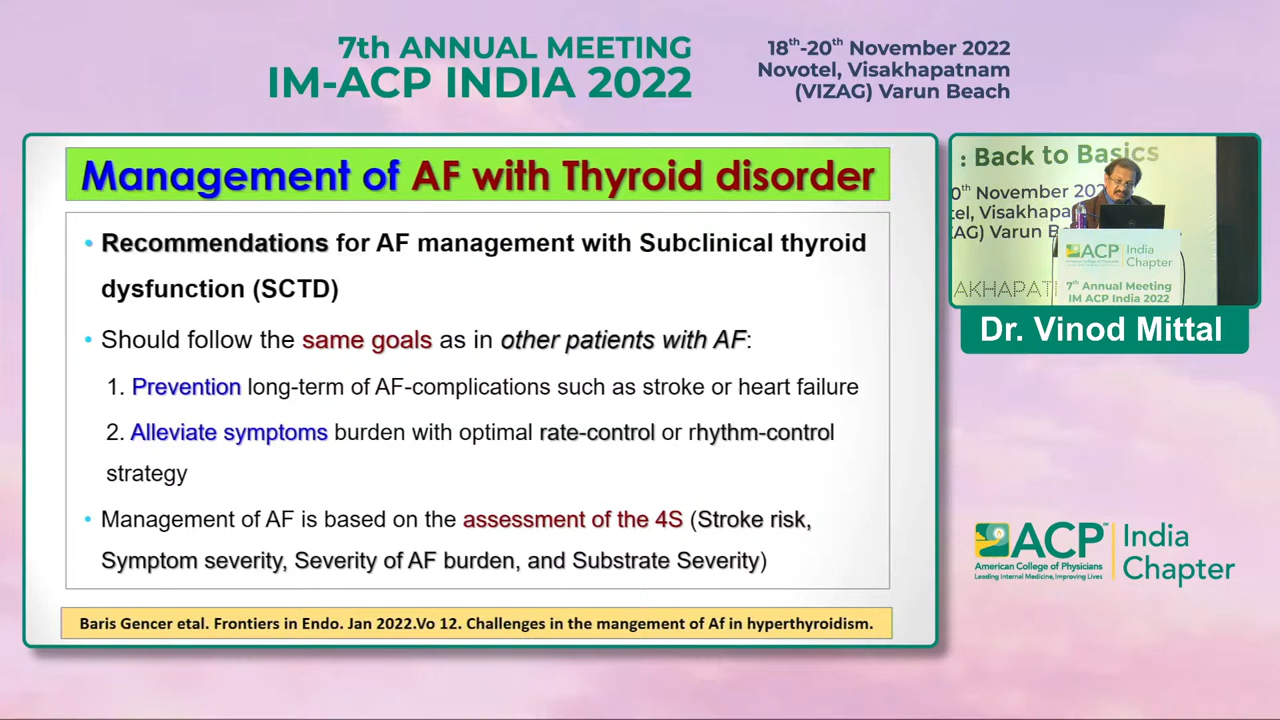 7th ANNUAL MEETING
IM-ACP INDIA 2022
18th-20th November 2022
Novotel, Visakhapatnam
(VIZAG) Varun Beach
Management of AF with Thyroid disorder
• Recommendations for AF management with Subclinical thyroid
dysfunction (SCTD)
• Should follow the same goals as in other patients with AF:
1. Prevention long-term of AF-complications such as stroke or heart failure
2. Alleviate symptoms burden with optimal rate-control or rhythm-control
strategy
• Management of AF is based on the assessment of the 4S (Stroke risk,
Symptom severity, Severity of AF burden, and Substrate Severity)
Baris Gencer etal. Frontiers in Endo. Jan 2022.Vo 12. Challenges in the mangement of Af in hyperthyroidism.
: Back to Basics
0th November 202
tel, Visakhapa
AG) Varun B
AKHAPAT
ACP India
Chapter
7th Annual Meeting
IM ACP India 2022
Dr. Vinod Mittal
ACP
American College of Physicians
Leading Internal Medicine, Improving Lives
India
Chapter